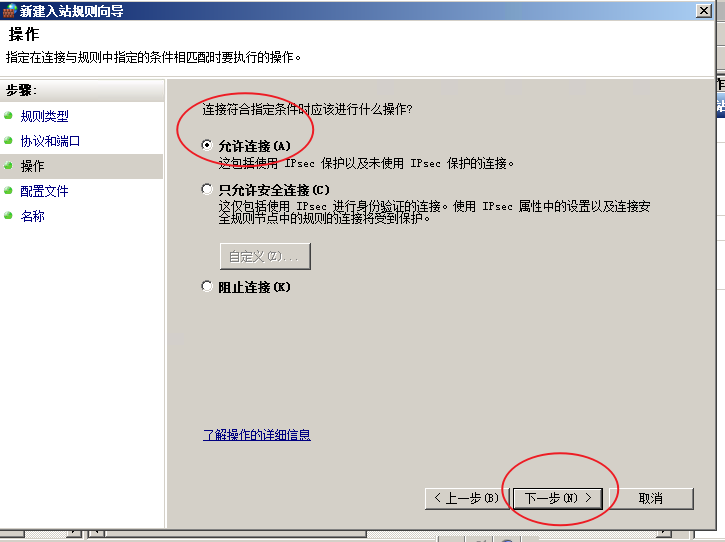 新建入站规则向导
操作
指定在连接与规则中指定的条件相匹配时要执行的操作。
步骤:
规则类型
协议和端口
操作
配置文件
名称
连接符合指定条件时应该进行什么操作?
允许连接(A)
这包括使用 IPsec 保护以及未使用 IPsec 保护的连接。
只允许安全连接(C)
这仅包括使用 IPsec 进行身份验证的连接。使用 IPsec 属性中的设置以及连接安
全规则节点中的规则的连接将受到保护。
自定义(Z)...
阻止连接(K)
了解操作的详细信息
< 上一步(B)
下一步(N) >
取消